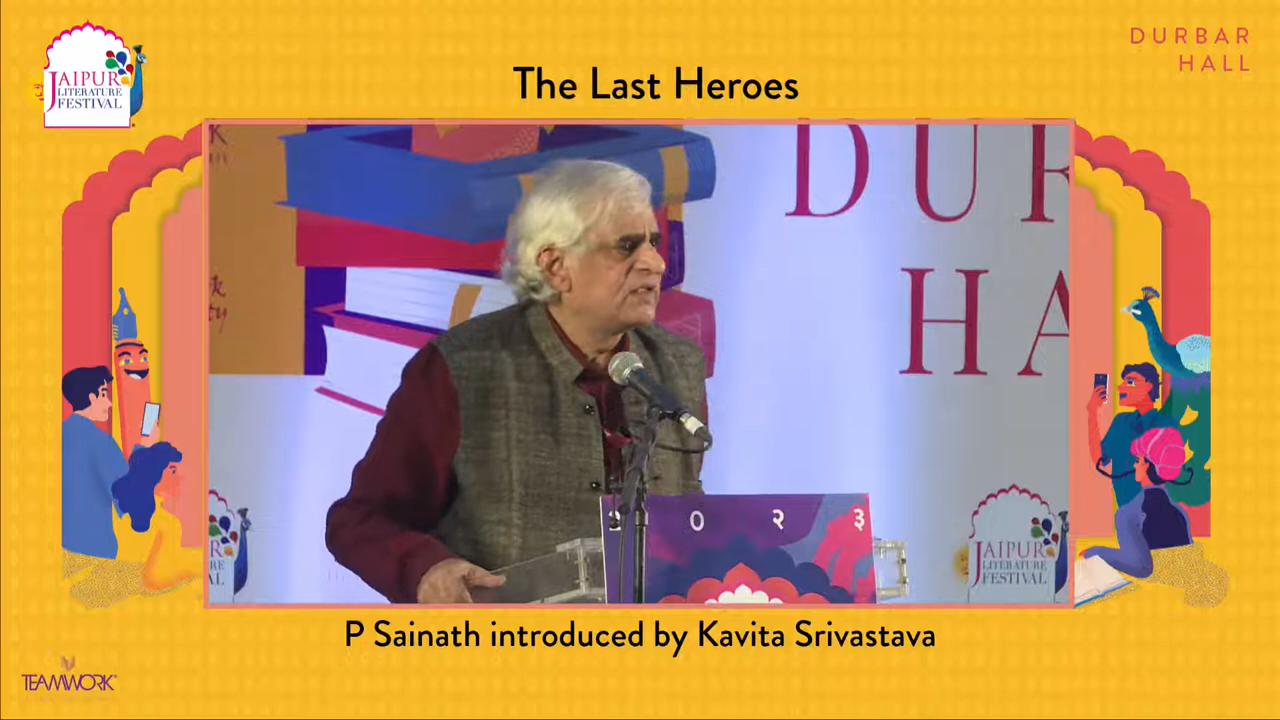 JAIPUR
LITERATURE
FESTIVAL
DURBAR
HALL
The Last Heroes
DUR
HA
२ ० २ ३
JAIPUR
LITERATURE
FESTIVAL
P Sainath introduced by Kavita Srivastava
TEAMWORK